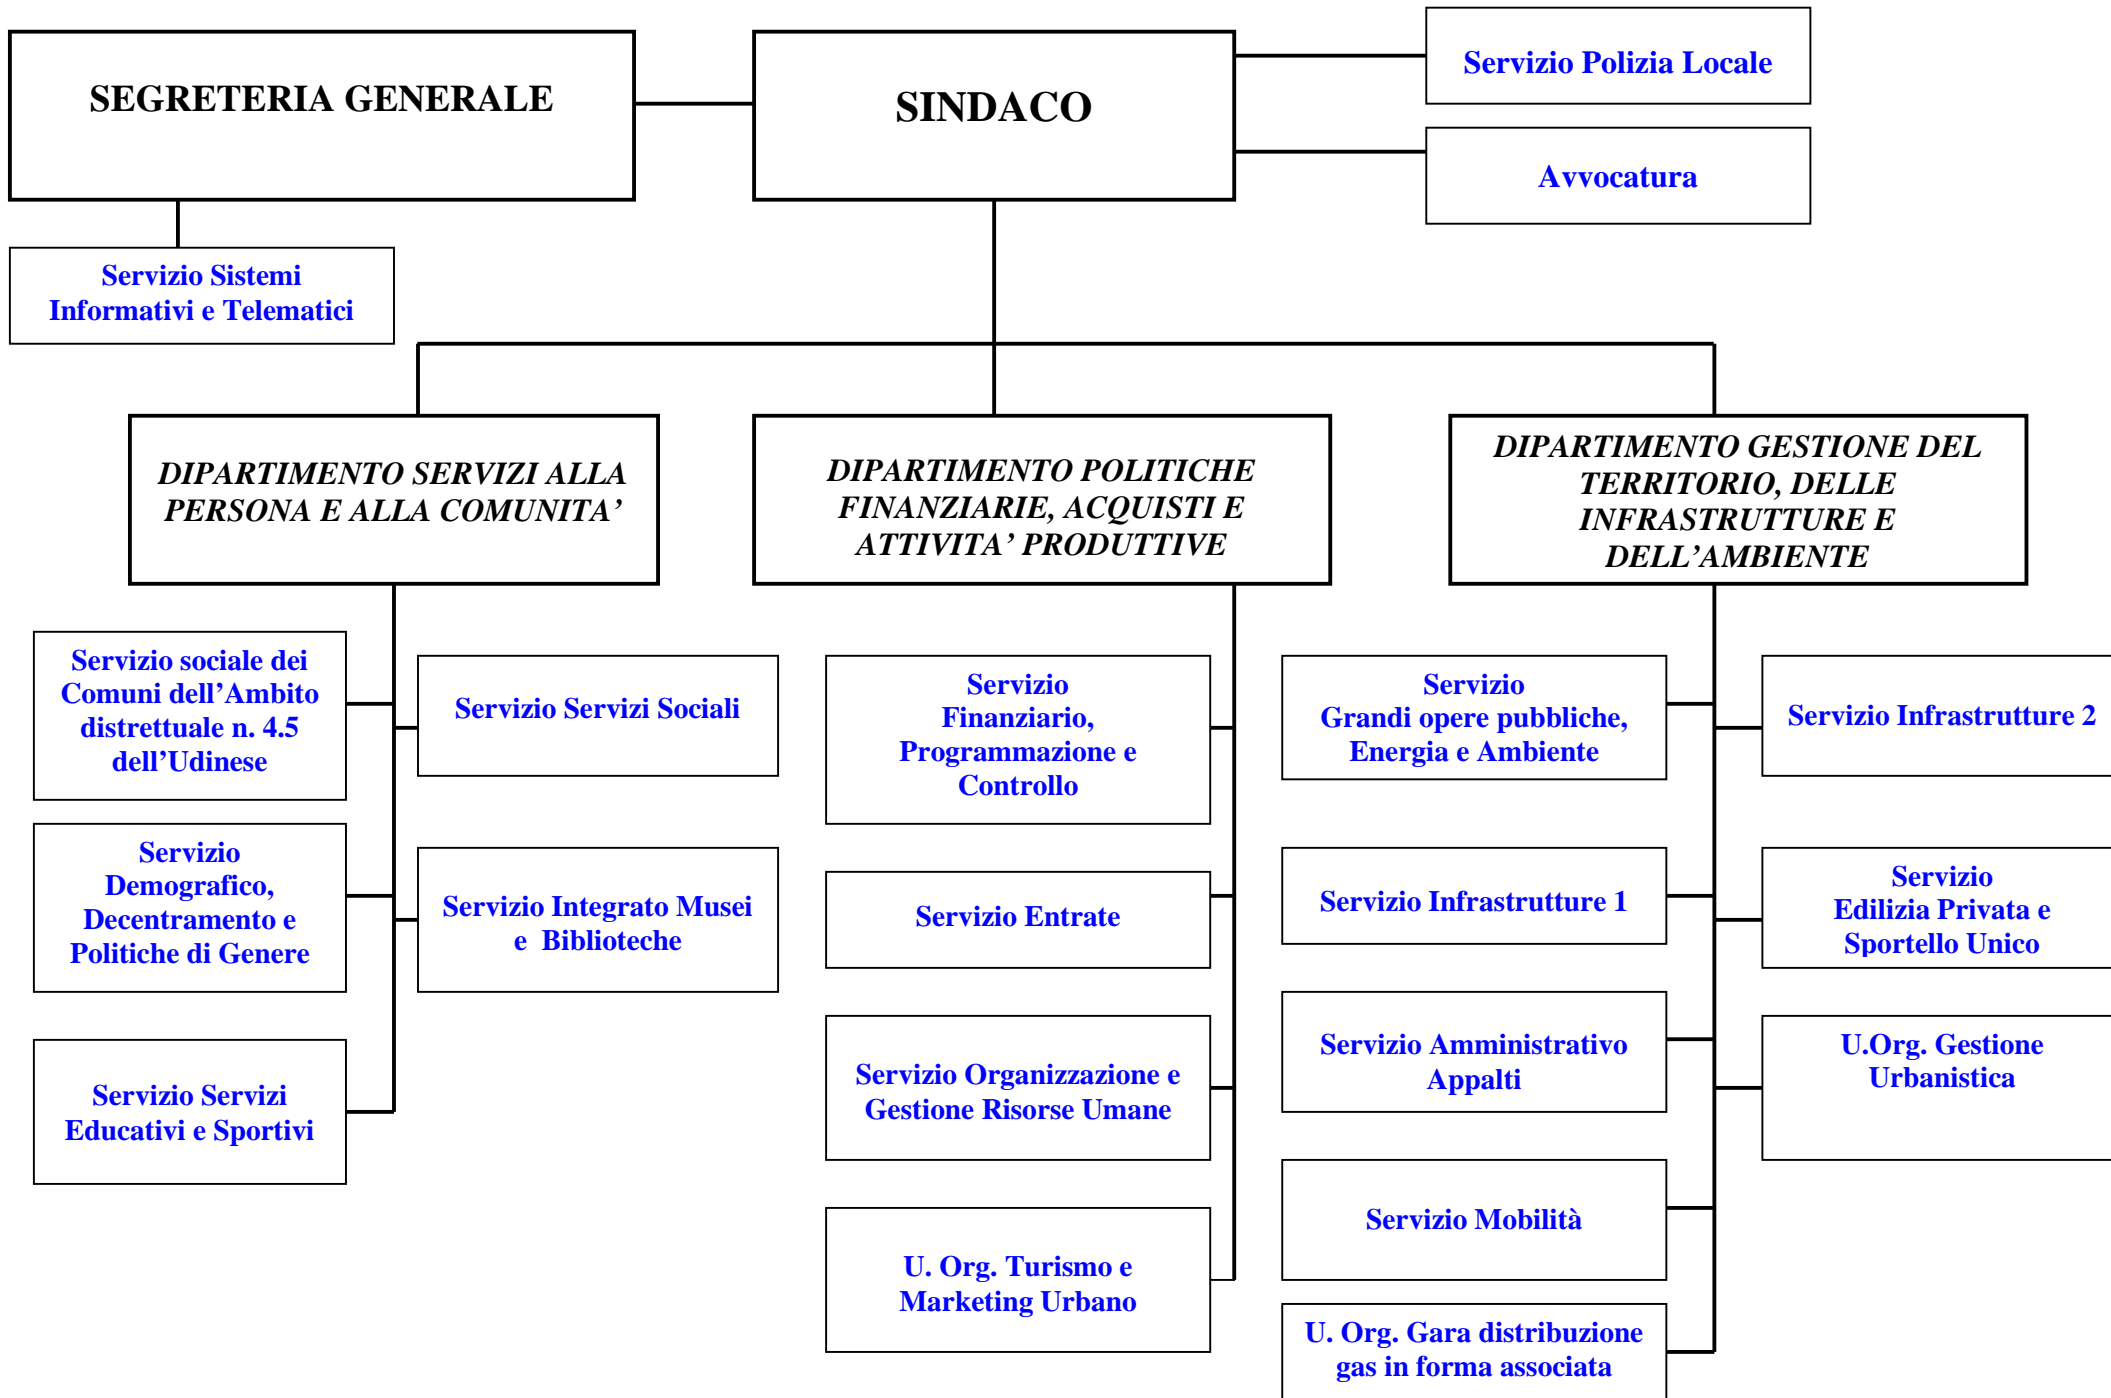 SEGRETERIA GENERALE
SINDACO
Servizio Polizia Locale
Avvocatura
Servizio Sistemi
Informativi e Telematici
DIPARTIMENTO SERVIZI ALLA
PERSONA E ALLA COMUNITA’
DIPARTIMENTO POLITICHE
FINANZIARIE, ACQUISTI E
ATTIVITA’ PRODUTTIVE
DIPARTIMENTO GESTIONE DEL
TERRITORIO, DELLE
INFRASTRUTTURE E
DELL’AMBIENTE
Servizio sociale dei
Comuni dell’Ambito
distrettuale n. 4.5
dell’Udinese
Servizio Servizi Sociali
Servizio
Demografico,
Decentramento e
Politiche di Genere
Servizio Integrato Musei
e Biblioteche
Servizio Servizi
Educativi e Sportivi
Servizio
Finanziario,
Programmazione e
Controllo
Servizio Entrate
Servizio Organizzazione e
Gestione Risorse Umane
U. Org. Turismo e
Marketing Urbano
Servizio
Grandi opere pubbliche,
Energia e Ambiente
Servizio Infrastrutture 2
Servizio Infrastrutture 1
Servizio
Edilizia Privata e
Sportello Unico
Servizio Amministrativo
Appalti
U.Org. Gestione
Urbanistica
Servizio Mobilità
U. Org. Gara distribuzione
gas in forma associata